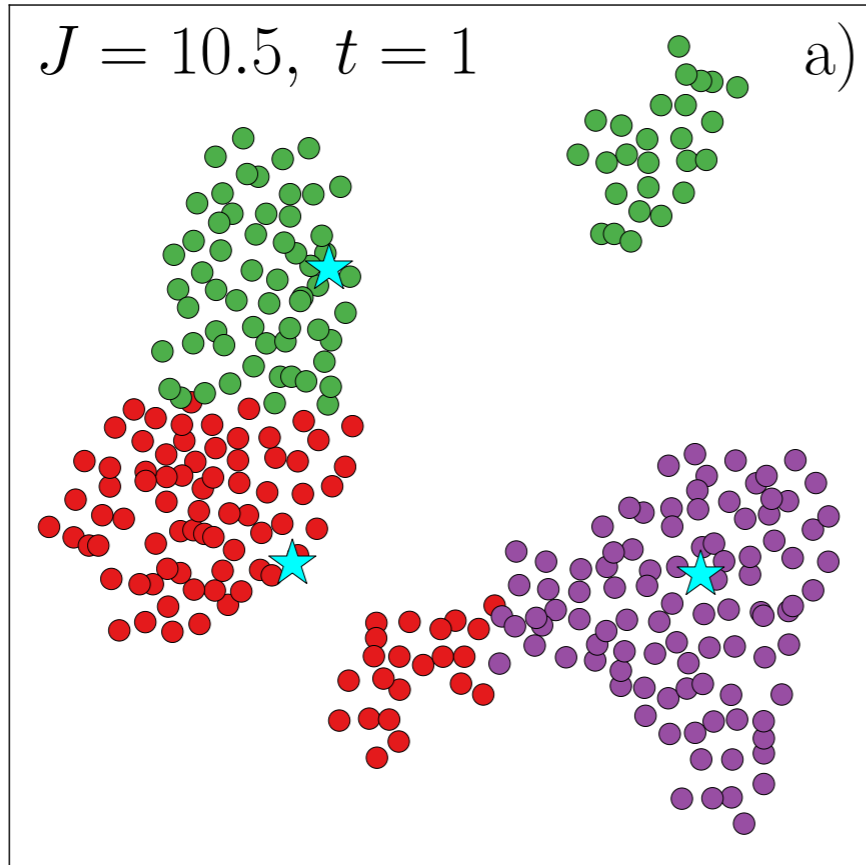 J = 10.5, t = 1 a)